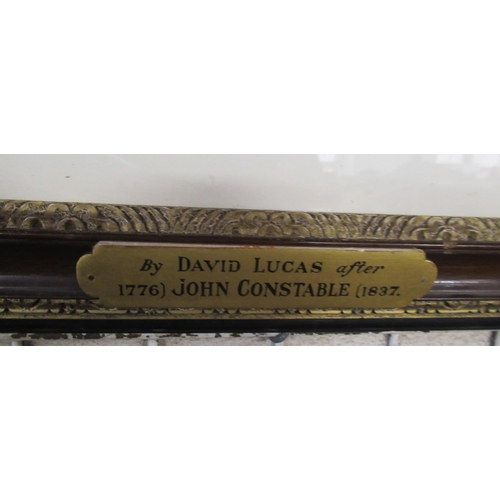 By DAVID LUCAS after
1776) JOHN CONSTABLE (1837.